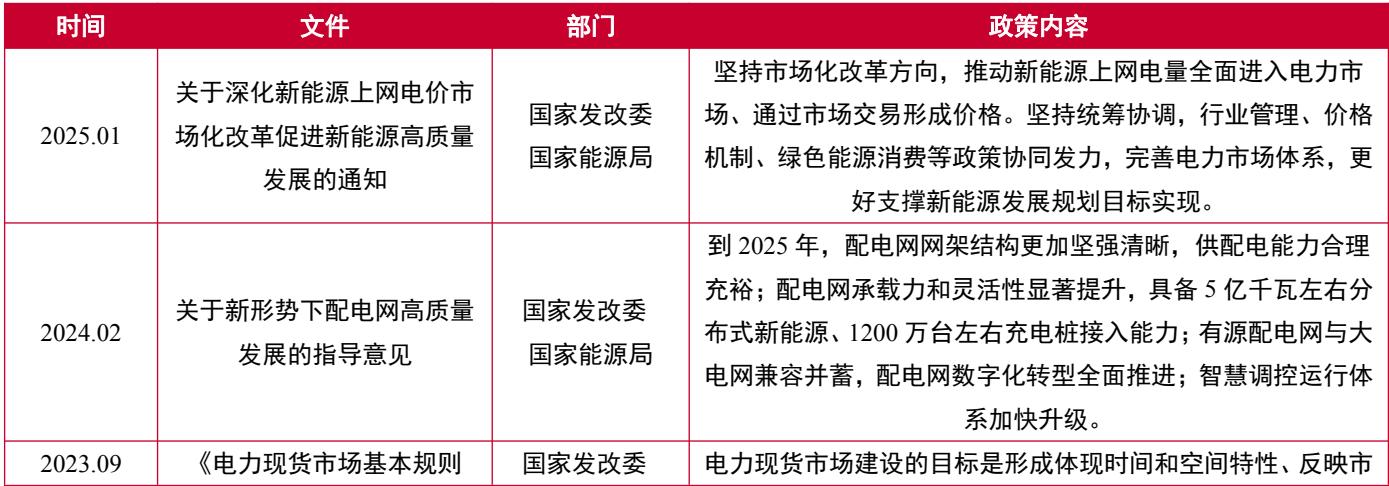 时间 文件 部门 政策内容
2025.01
关于深化新能源上网电价市
场化改革促进新能源高质量
发展的通知
国家发改委
国家能源局
坚持市场化改革方向，推动新能源上网电量全面进入电力市
场、通过市场交易形成价格。坚持统筹协调，行业管理、价格
机制、绿色能源消费等政策协同发力，完善电力市场体系，更
好支撑新能源发展规划目标实现。
2024.02
关于新形势下配电网高质量
发展的指导意见
国家发改委
国家能源局
到 2025 年，配电网网架结构更加坚强清晰，供配电能力合理
充裕；配电网承载力和灵活性显著提升，具备 5 亿千瓦左右分
布式新能源、1200 万台左右充电桩接入能力；有源配电网与大
电网兼容并蓄，配电网数字化转型全面推进；智慧调控运行体
系加快升级。
2023.09 《电力现货市场基本规则 国家发改委 电力现货市场建设的目标是形成体现时间和空间特性、反映市